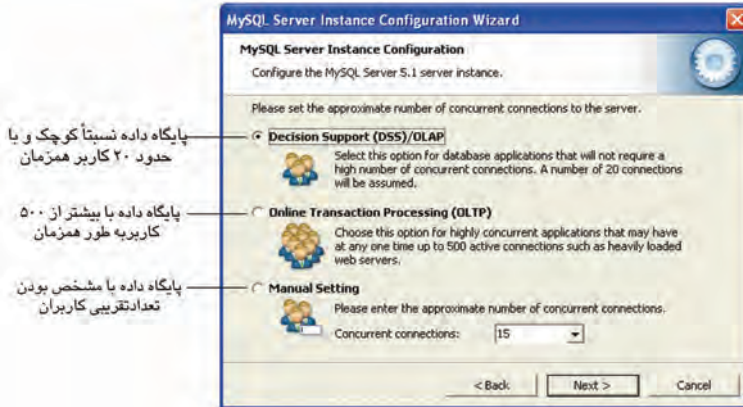 MySQL Server Instance Configuration Wizard
MySQL Server Instance Configuration
Configure the MySQL Server 5.1 server instance.
Please set the approximate number of concurrent connections to the server.
پایگاه داده نسبتاً کوچک و با
حدود ۲۰ کاربر همزمان
Decision Support (DSS)/OLAP
Select this option for database applications that will not require a
high number of concurrent connections. A number of 20 connections
will be assumed.
پایگاه داده با بیشتر از ۵۰۰
کاربربه طور همزمان
Online Transaction Processing (OLTP)
Choose this option for highly concurrent applications that may have
at any one time up to 500 active connections such as heavily loaded
web servers.
پایگاه داده با مشخص بودن
تعدادتقریبی کاربران
Manual Setting
Please enter the approximate number of concurrent connections.
Concurrent connections: 15
< Back Next > Cancel